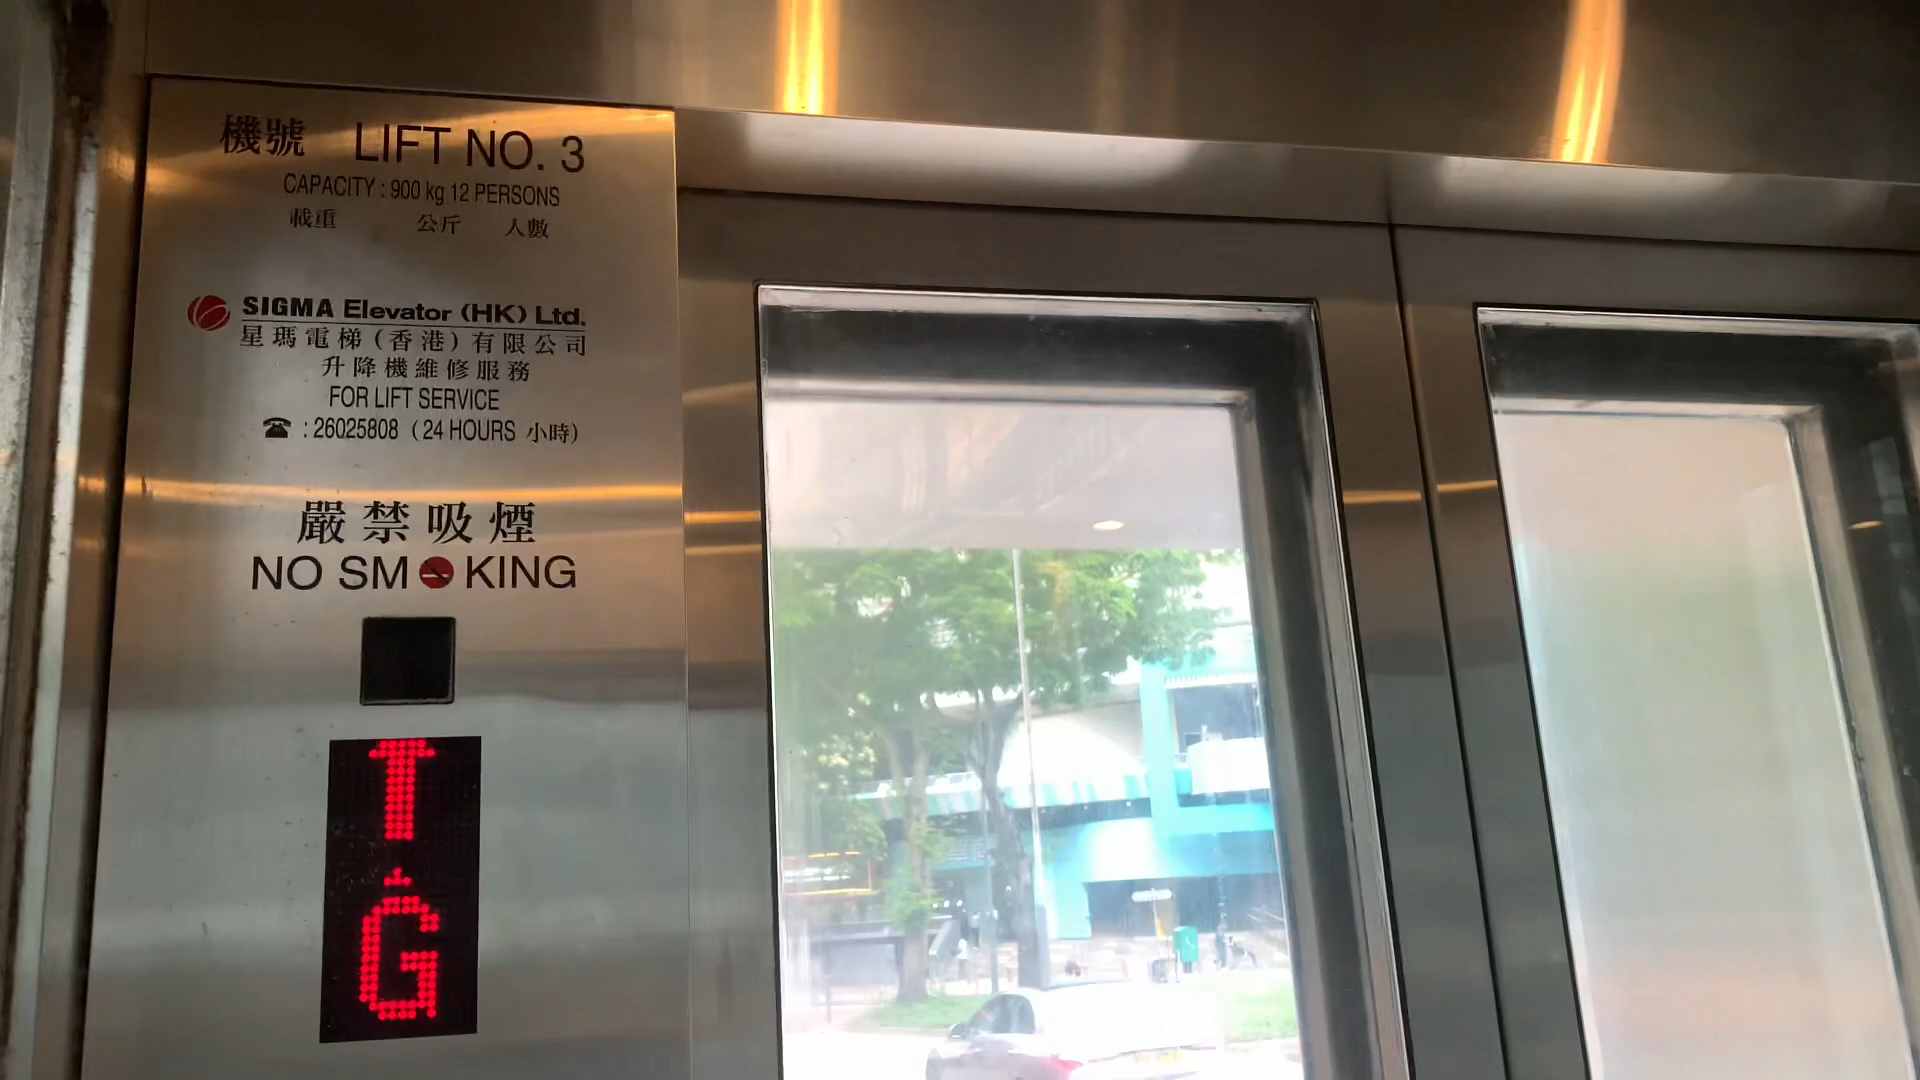 機號 LIFT NO. 3
CAPACITY : 900 kg 12 PERSONS
載重 公斤 人數
SIGMA Elevator (HK) Ltd.
星瑪電梯(香港)有限公司
升降機維修服務
FOR LIFT SERVICE
☎ : 26025808 (24 HOURS 小時)
嚴禁吸煙
NO SMOKING
G